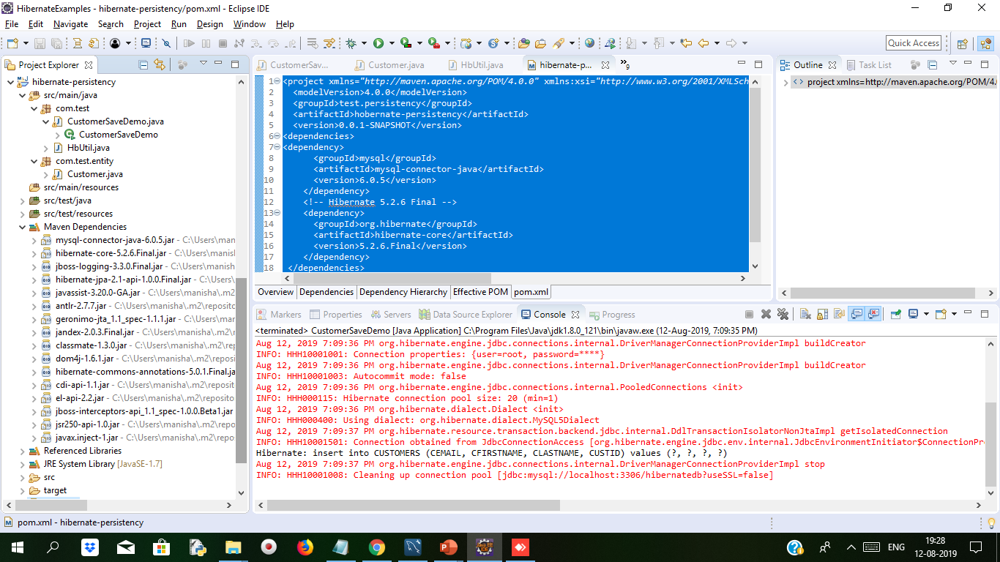 HibernateExamples - hibernate-persistency/pom.xml - Eclipse IDE
File Edit Navigate Search Project Run Design Window Help
Quick Access
Project Explorer
hibernate-persistency
src/main/java
com.test
CustomerSaveDemo.java
CustomerSaveDemo
HbUtil.java
com.test.entity
Customer.java
src/main/resources
src/test/java
src/test/resources
Maven Dependencies
mysql-connector-java-6.0.5.jar - C:\Users\man
hibernate-core-5.2.6.Final.jar - C:\Users\manish
jboss-logging-3.3.0.Final.jar - C:\Users\manisha
hibernate-jpa-2.1-api-1.0.0.Final.jar - C:\Users
javassist-3.20.0-GA.jar - C:\Users\manisha\.m2
antlr-2.7.7.jar - C:\Users\manisha\.m2\reposito
geronimo-jta_1.1_spec-1.1.1.jar - C:\Users\man
jandex-2.0.3.Final.jar - C:\Users\manisha\.m2\r
classmate-1.3.0.jar - C:\Users\manisha\.m2\rep
dom4j-1.6.1.jar - C:\Users\manisha\.m2\reposit
hibernate-commons-annotations-5.0.1.Final.ja
cdi-api-1.1.jar - C:\Users\manisha\.m2\reposit
el-api-2.2.jar - C:\Users\manisha\.m2\reposito
jboss-interceptors-api_1.1_spec-1.0.0.Beta1.jar
jsr250-api-1.0.jar - C:\Users\manisha\.m2\repo
javax.inject-1.jar - C:\Users\manisha\.m2\repos
Referenced Libraries
JRE System Library [JavaSE-1.7]
src
target
CustomerSav... Customer.java HbUtil.java hibernate-p... »9
1 <project xmlns="http://maven.apache.org/POM/4.0.0" xmlns:xsi="http://www.w3.org/2001/XMLSch
2 <modelVersion>4.0.0</modelVersion>
3 <groupId>test.persistency</groupId>
4 <artifactId>hobernate-persistency</artifactId>
5 <version>0.0.1-SNAPSHOT</version>
6 <dependencies>
7 <dependency>
8 <groupId>mysql</groupId>
9 <artifactId>mysql-connector-java</artifactId>
10 <version>6.0.5</version>
11 </dependency>
12 <!-- Hibernate 5.2.6 Final -->
13 <dependency>
14 <groupId>org.hibernate</groupId>
15 <artifactId>hibernate-core</artifactId>
16 <version>5.2.6.Final</version>
17 </dependency>
18 </dependencies>
Overview Dependencies Dependency Hierarchy Effective POM pom.xml
Outline Task List
project xmlns=http://maven.apache.org/POM/4.0
Markers Properties Servers Data Source Explorer Console Progress
<terminated> CustomerSaveDemo [Java Application] C:\Program Files\Java\jdk1.8.0_121\bin\javaw.exe (12-Aug-2019, 7:09:35 PM)
Aug 12, 2019 7:09:36 PM org.hibernate.engine.jdbc.connections.internal.DriverManagerConnectionProviderImpl buildCreator
INFO: HHH10001001: Connection properties: {user=root, password=****}
Aug 12, 2019 7:09:36 PM org.hibernate.engine.jdbc.connections.internal.DriverManagerConnectionProviderImpl buildCreator
INFO: HHH10001003: Autocommit mode: false
Aug 12, 2019 7:09:36 PM org.hibernate.engine.jdbc.connections.internal.PooledConnections <init>
INFO: HHH000115: Hibernate connection pool size: 20 (min=1)
Aug 12, 2019 7:09:36 PM org.hibernate.dialect.Dialect <init>
INFO: HHH000400: Using dialect: org.hibernate.dialect.MySQL5Dialect
Aug 12, 2019 7:09:37 PM org.hibernate.resource.transaction.backend.jdbc.internal.DdlTransactionIsolatorNonJtaImpl getIsolatedConnection
INFO: HHH10001501: Connection obtained from JdbcConnectionAccess [org.hibernate.engine.jdbc.env.internal.JdbcEnvironmentInitiator$ConnectionPro
Hibernate: insert into CUSTOMERS (CEMAIL, CFIRSTNAME, CLASTNAME, CUSTID) values (?, ?, ?, ?)
Aug 12, 2019 7:09:37 PM org.hibernate.engine.jdbc.connections.internal.DriverManagerConnectionProviderImpl stop
INFO: HHH10001008: Cleaning up connection pool [jdbc:mysql://localhost:3306/hibernatedb?useSSL=false]
pom.xml - hibernate-persistency
ENG
19:28
12-08-2019